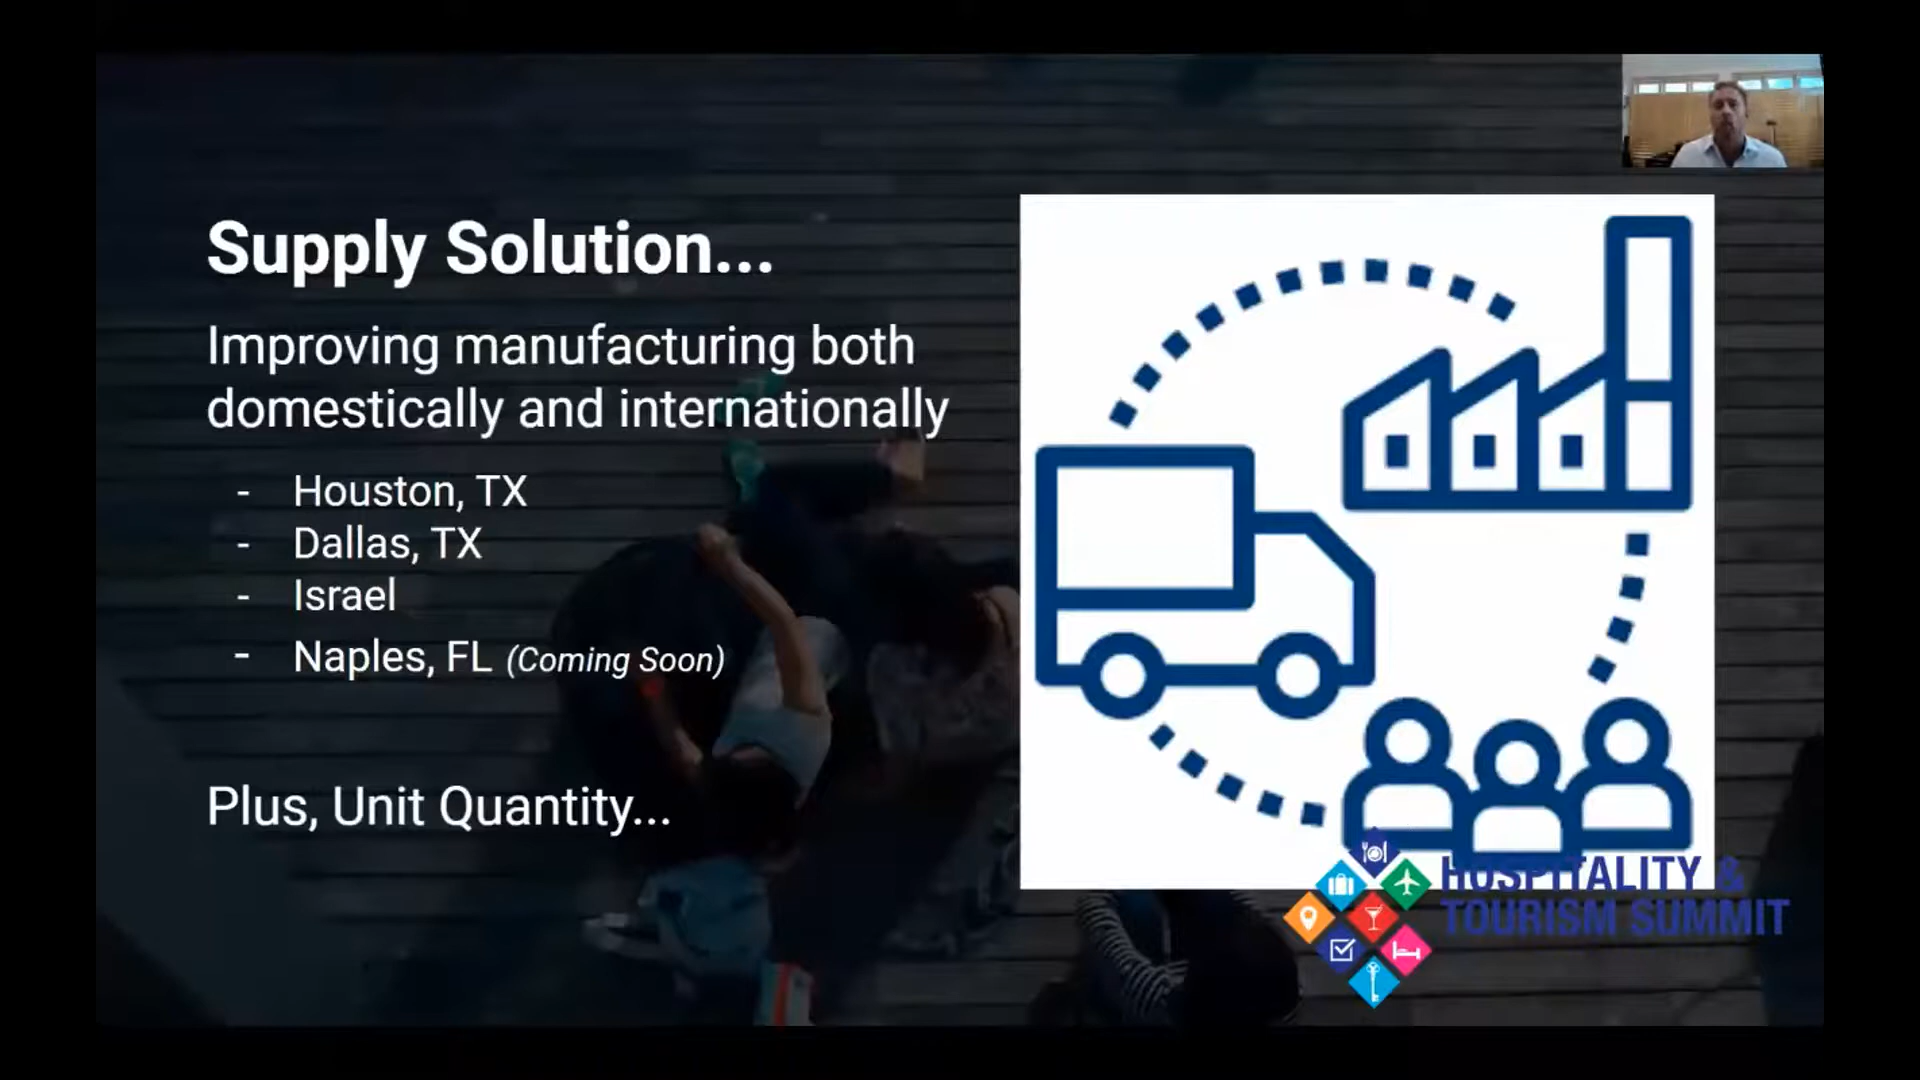 Supply Solution...
Improving manufacturing both
domestically and internationally
- Houston, TX
- Dallas, TX
- Israel
- Naples, FL (Coming Soon)
Plus, Unit Quantity...
HOSPITALITY &
TOURISM SUMMIT